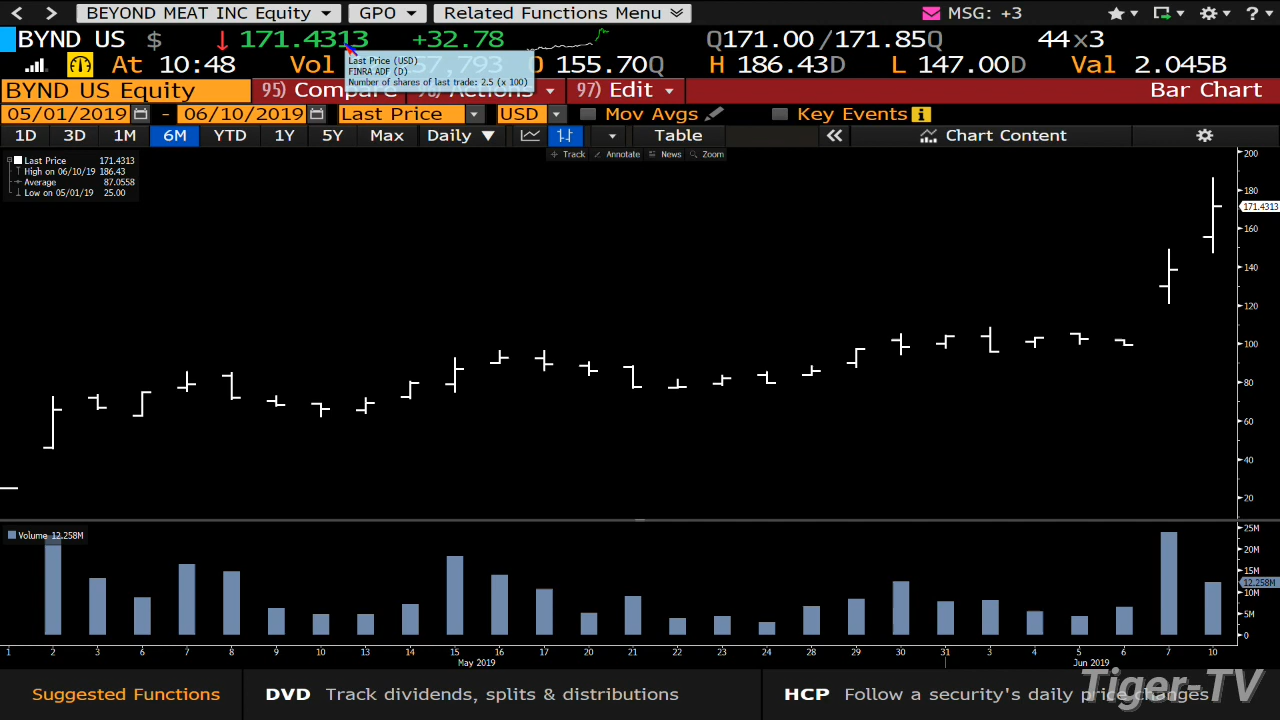 BEYOND MEAT INC Equity GPO Related Functions Menu MSG: +3 ?
BYND US $ ↓ 171.4313 +32.78 Q171.00 /171.85Q 44×3
Last Price (USD)
FINRA ADF (D)
Number of shares of last trade: 2.5 (x 100)
At 10:48 Vol 155.70Q H 186.43D L 147.00D Val 2.045B
BYND US Equity 95) Compare Actions 97) Edit Bar Chart
05/01/2019 - 06/10/2019 Last Price USD Mov Avgs Key Events i
1D 3D 1M 6M YTD 1Y 5Y Max Daily ▼ Table « Chart Content
Track Annotate News Zoom
Last Price 171.4313
High on 06/10/19 186.43
Average 87.0558
Low on 05/01/19 25.00
200
180
171.4313
160
140
120
100
80
60
40
20
Volume 12.258M
25M
20M
15M
12.258M
10M
5M
0
1 2 3 6 7 8 9 10 13 14 15 16 17 20 21 22 23 24 28 29 30 31 3 4 5 6 7 10
May 2019 Jun 2019
Suggested Functions DVD Track dividends, splits & distributions HCP Follow a security's daily price changes
Tiger-TV